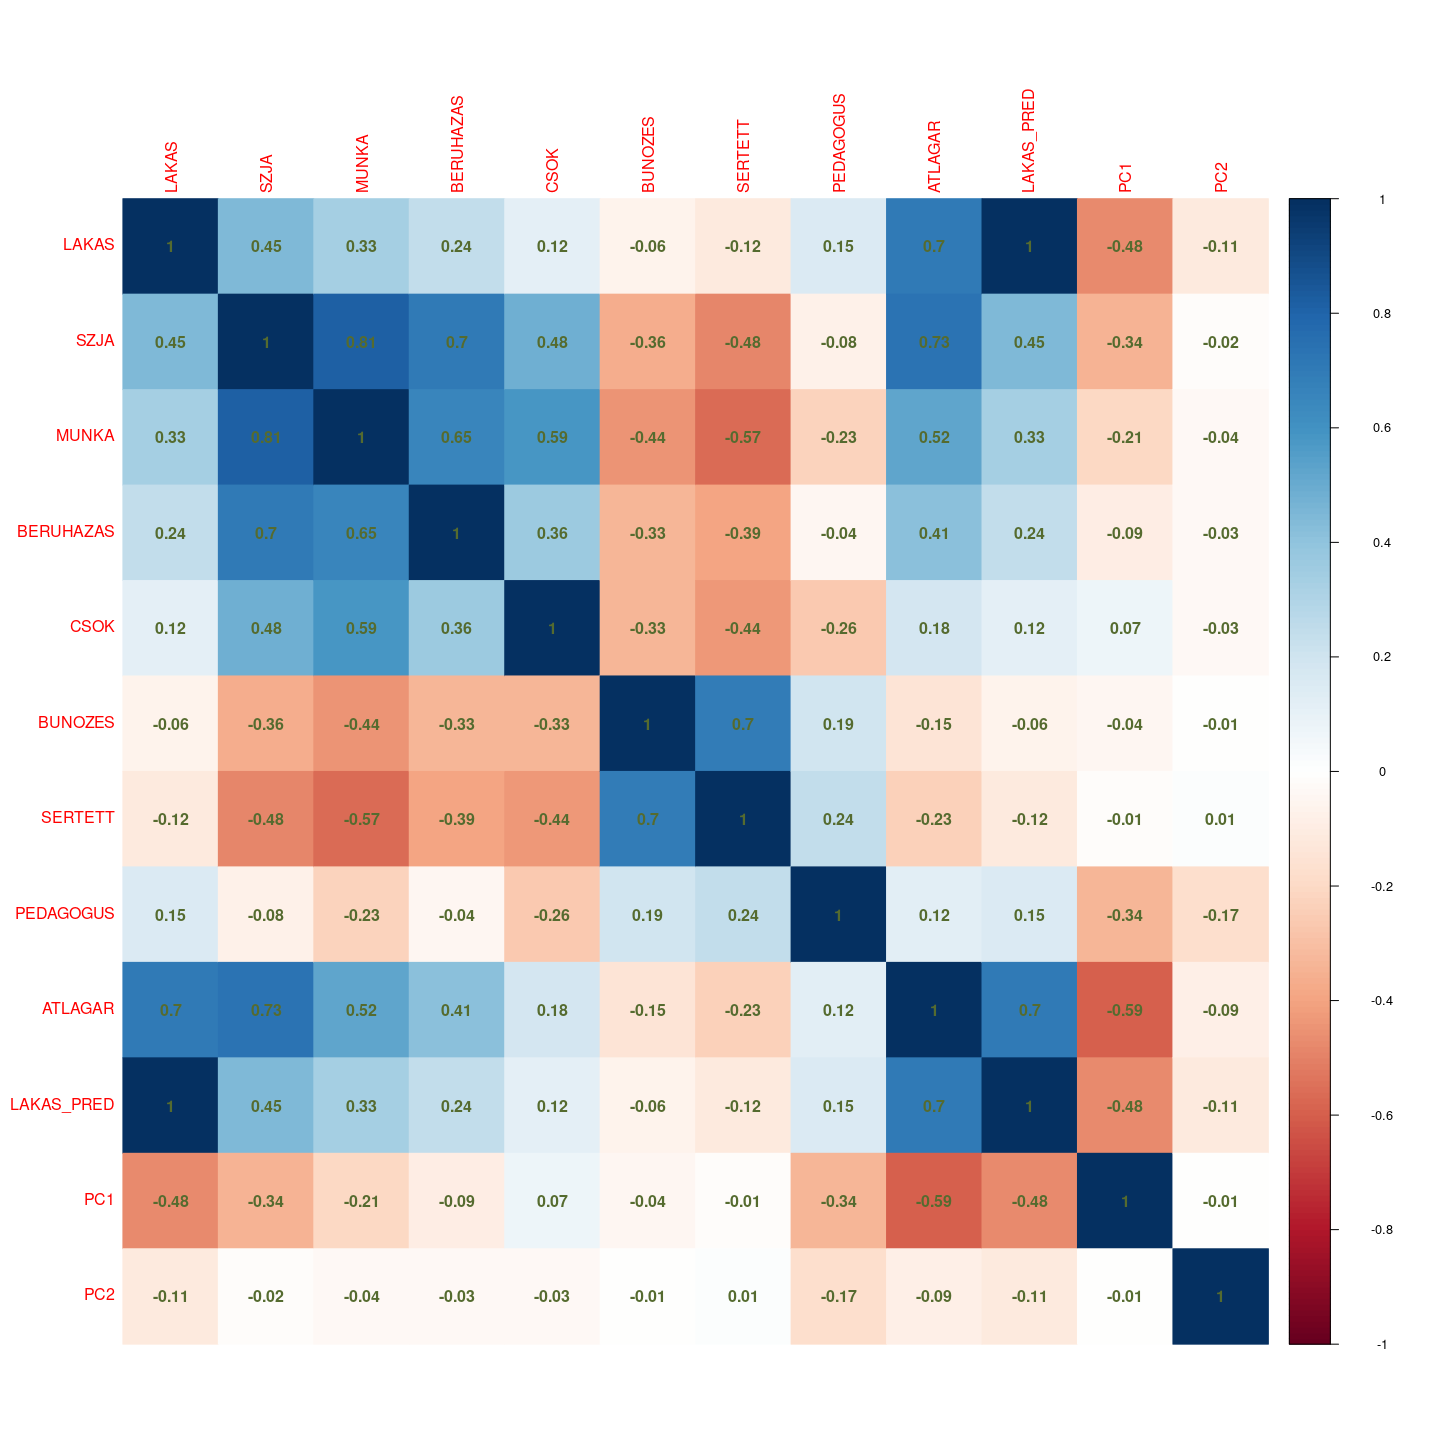 LAKAS SZJA MUNKA BERUHAZAS CSOK BUNOZES SERTETT PEDAGOGUS ATLAGAR LAKAS_PRED PC1 PC2
LAKAS 1 0.45 0.33 0.24 0.12 -0.06 -0.12 0.15 0.7 1 -0.48 -0.11
SZJA 0.45 1 0.81 0.7 0.48 -0.36 -0.48 -0.08 0.73 0.45 -0.34 -0.02
MUNKA 0.33 0.81 1 0.65 0.59 -0.44 -0.57 -0.23 0.52 0.33 -0.21 -0.04
BERUHAZAS 0.24 0.7 0.65 1 0.36 -0.33 -0.39 -0.04 0.41 0.24 -0.09 -0.03
CSOK 0.12 0.48 0.59 0.36 1 -0.33 -0.44 -0.26 0.18 0.12 0.07 -0.03
BUNOZES -0.06 -0.36 -0.44 -0.33 -0.33 1 0.7 0.19 -0.15 -0.06 -0.04 -0.01
SERTETT -0.12 -0.48 -0.57 -0.39 -0.44 0.7 1 0.24 -0.23 -0.12 -0.01 0.01
PEDAGOGUS 0.15 -0.08 -0.23 -0.04 -0.26 0.19 0.24 1 0.12 0.15 -0.34 -0.17
ATLAGAR 0.7 0.73 0.52 0.41 0.18 -0.15 -0.23 0.12 1 0.7 -0.59 -0.09
LAKAS_PRED 1 0.45 0.33 0.24 0.12 -0.06 -0.12 0.15 0.7 1 -0.48 -0.11
PC1 -0.48 -0.34 -0.21 -0.09 0.07 -0.04 -0.01 -0.34 -0.59 -0.48 1 -0.01
PC2 -0.11 -0.02 -0.04 -0.03 -0.03 -0.01 0.01 -0.17 -0.09 -0.11 -0.01 1
1
0.8
0.6
0.4
0.2
0
-0.2
-0.4
-0.6
-0.8
-1